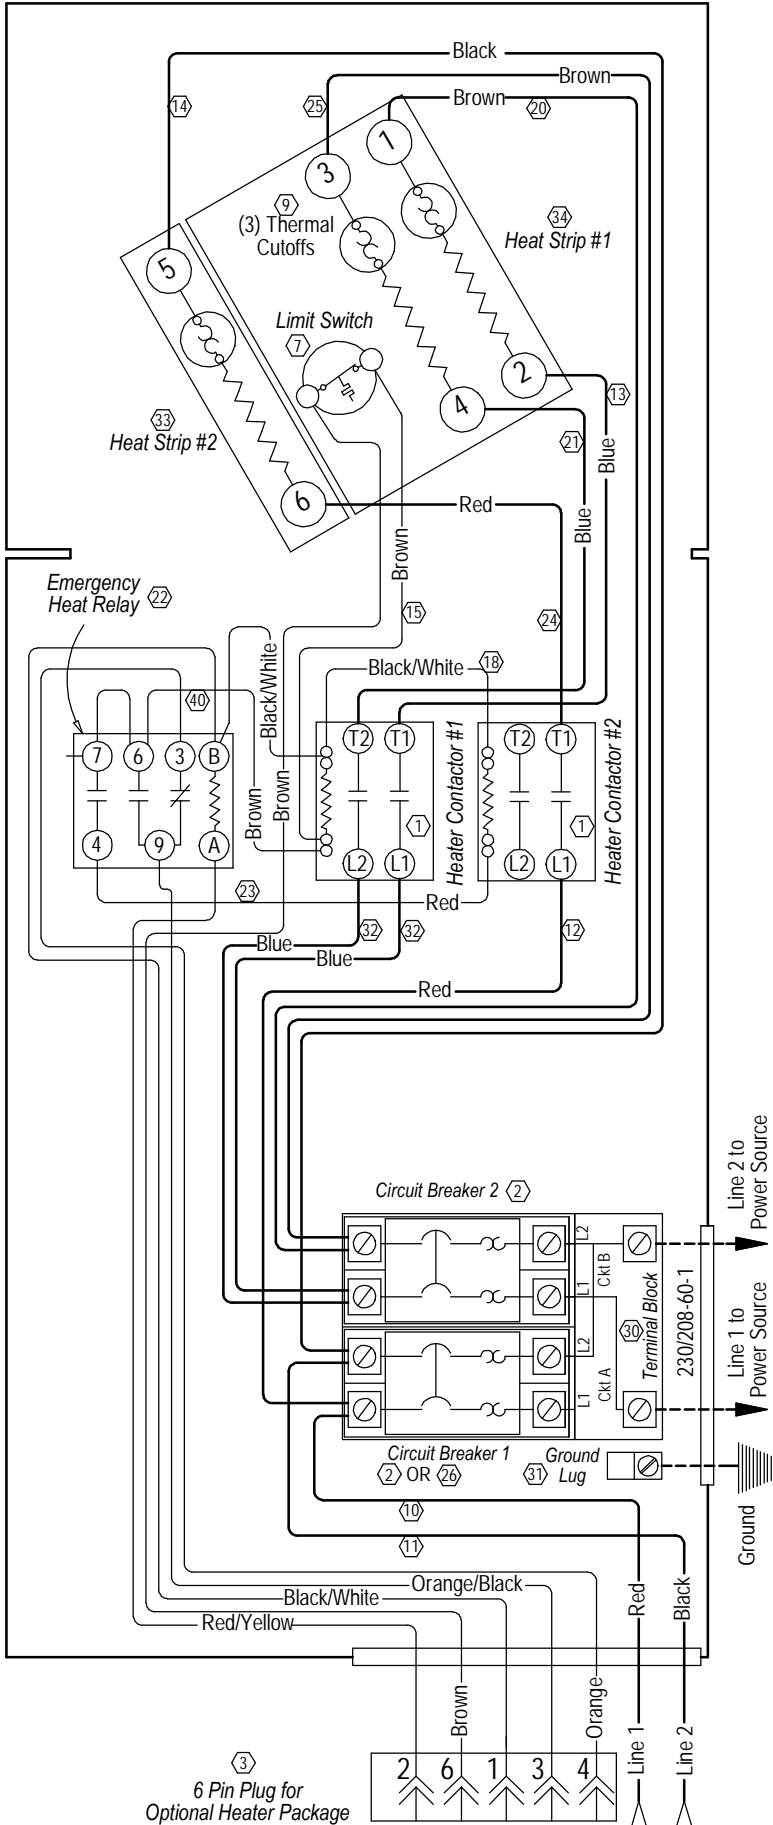 Black
Brown
Brown
14
25
20
1
3
9
(3) Thermal
Cutoffs
34
Heat Strip #1
5
Limit Switch
7
2
13
4
33
Heat Strip #2
21
Blue
6
Red
Blue
Brown
Emergency
Heat Relay
22
15
24
Black/White
Black/White
18
40
7
6
3
B
T2
T1
Heater Contactor #1
T2
T1
Heater Contactor #2
Brown
Brown
1
1
4
9
A
L2
L1
L2
L1
23
Red
Blue
32
32
12
Blue
Red
Circuit Breaker 2
2
Line 2 to
Power Source
L2
L1
Ckt B
L2
L1
Ckt A
30
Terminal Block
230/208-60-1
Line 1 to
Power Source
Circuit Breaker 1
2
OR
26
31
Ground
Lug
Ground
10
11
Orange/Black
Black/White
Red/Yellow
Red
Black
Brown
Orange
Line 1
Line 2
3
6 Pin Plug for
Optional Heater Package
2
6
1
3
4